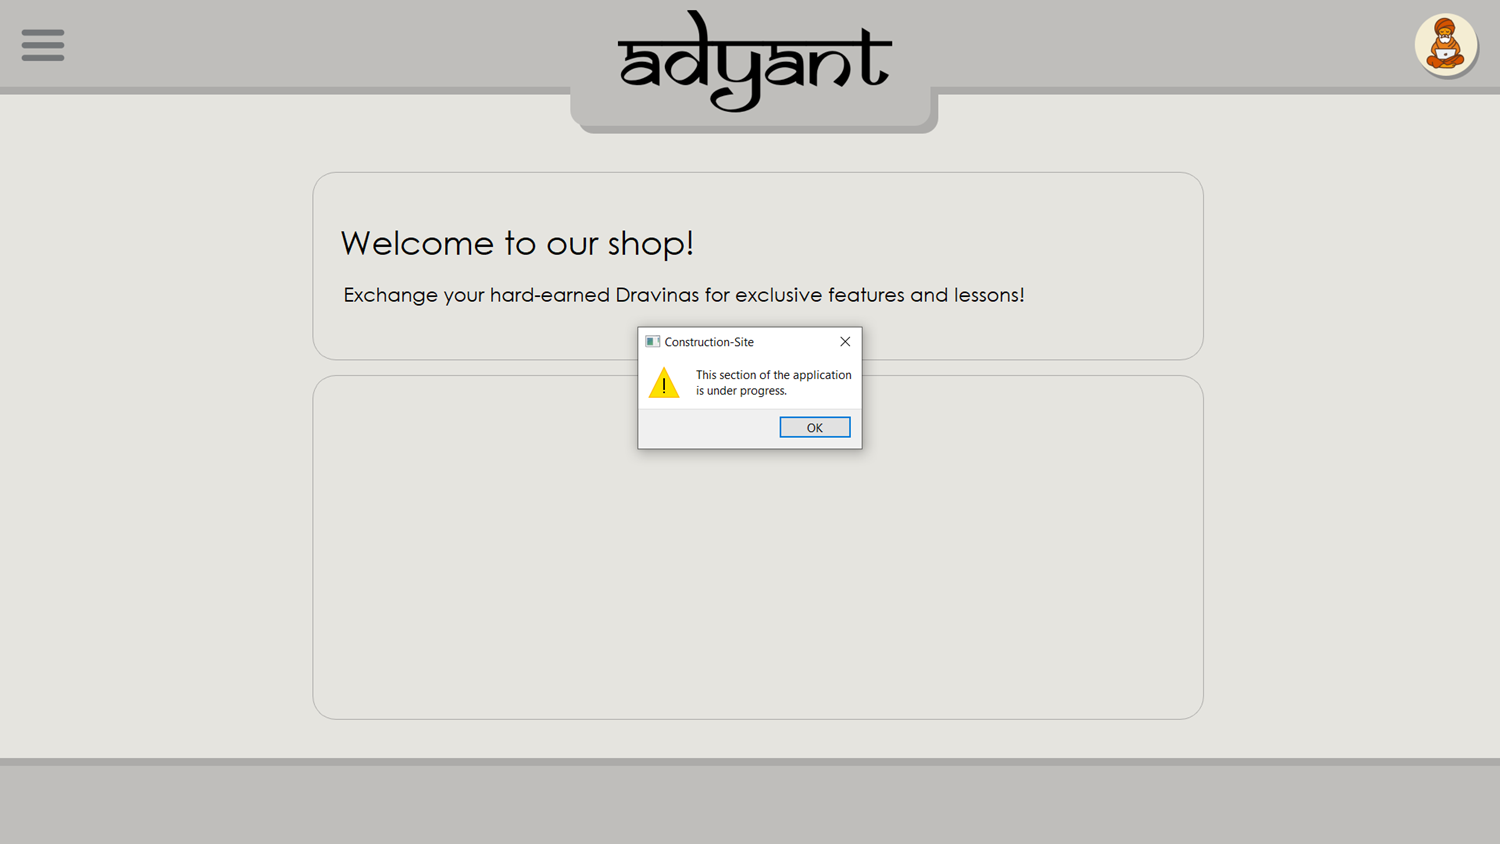 adyant
Welcome to our shop!
Exchange your hard-earned Dravinas for exclusive features and lessons!
Construction-Site
This section of the application
is under progress.
OK